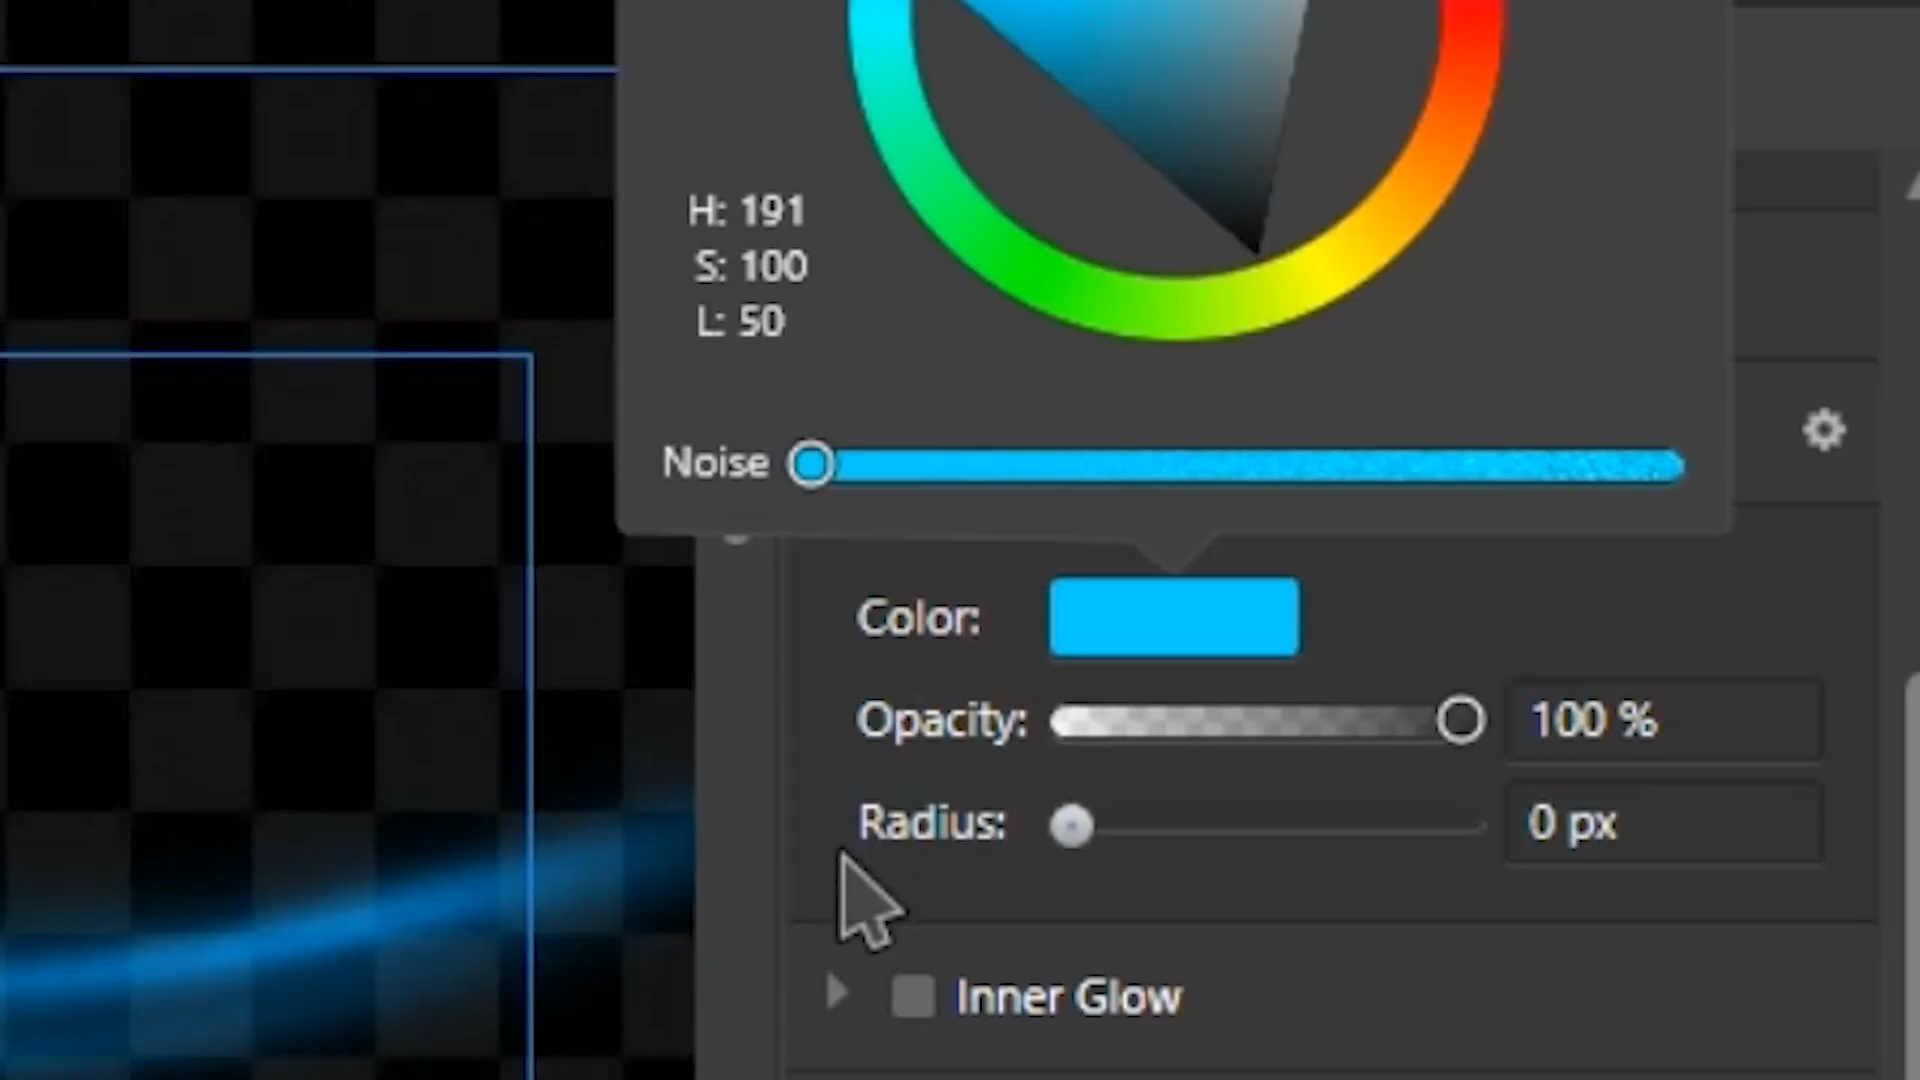 H: 191
S: 100
L: 50
Noise
Color:
Opacity: 100 %
Radius: 0 px
Inner Glow